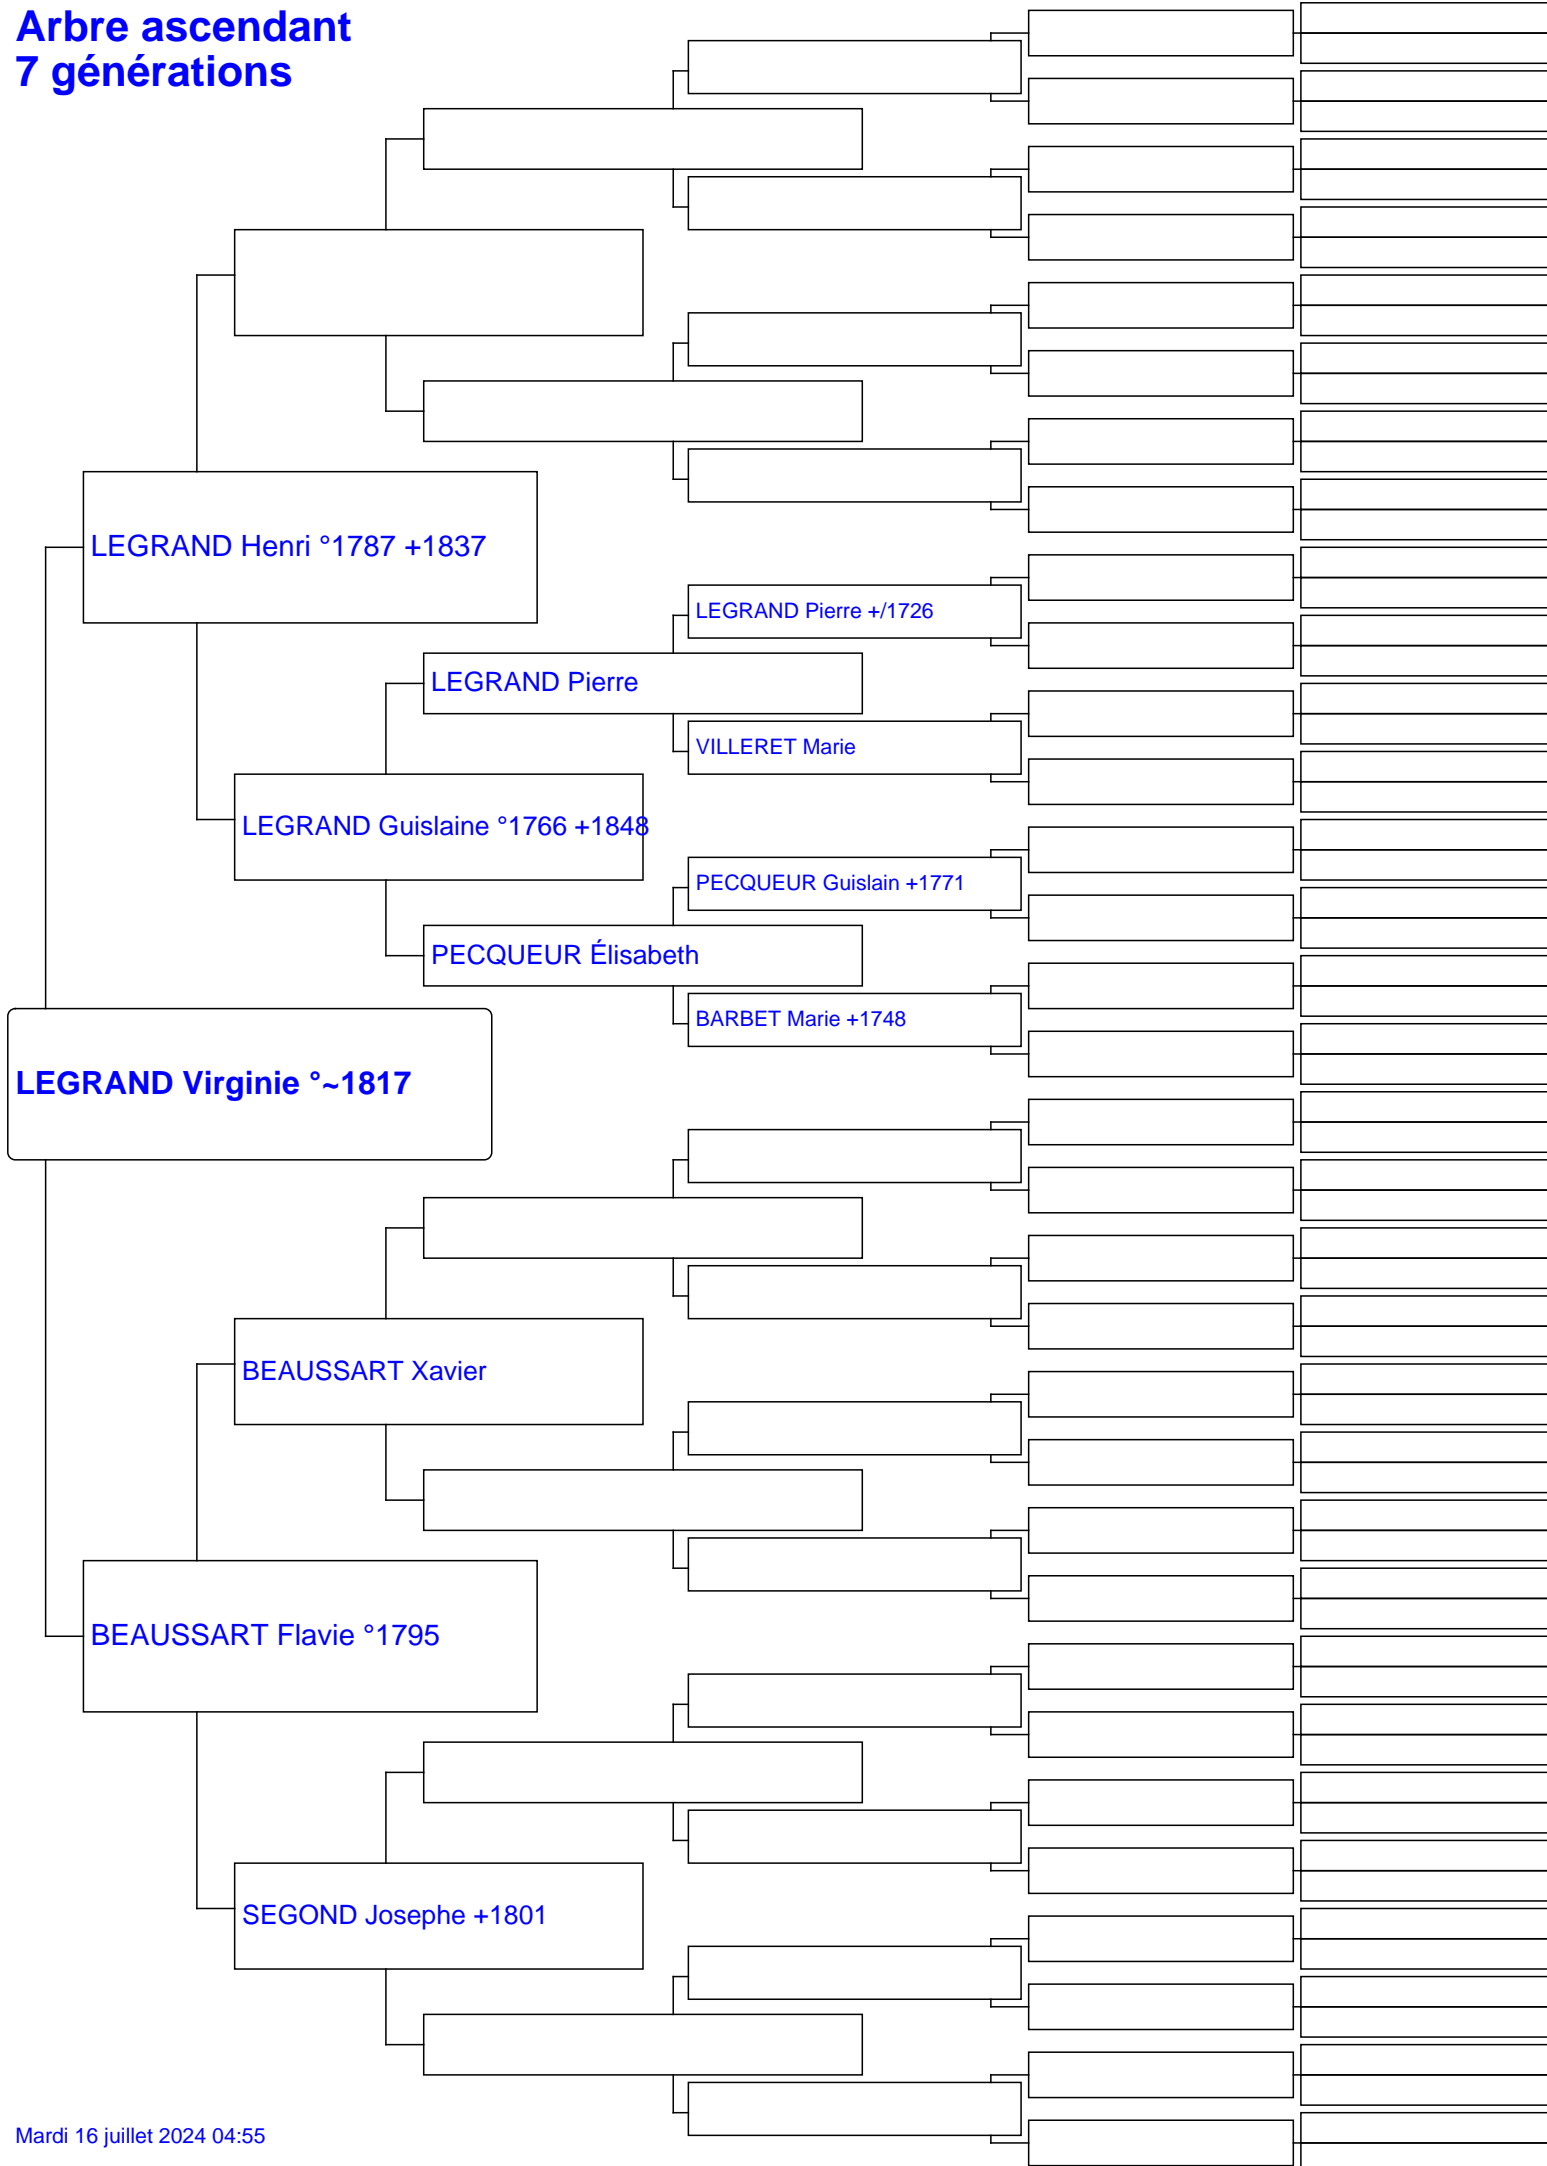 Arbre ascendant
7 générations
LEGRAND Henri °1787 +1837
LEGRAND Pierre +/1726
LEGRAND Pierre
VILLERET Marie
LEGRAND Guislaine °1766 +1848
PECQUEUR Guislain +1771
PECQUEUR Élisabeth
BARBET Marie +1748
LEGRAND Virginie °~1817
BEAUSSART Xavier
BEAUSSART Flavie °1795
SEGOND Josephe +1801
Mardi 16 juillet 2024 04:55